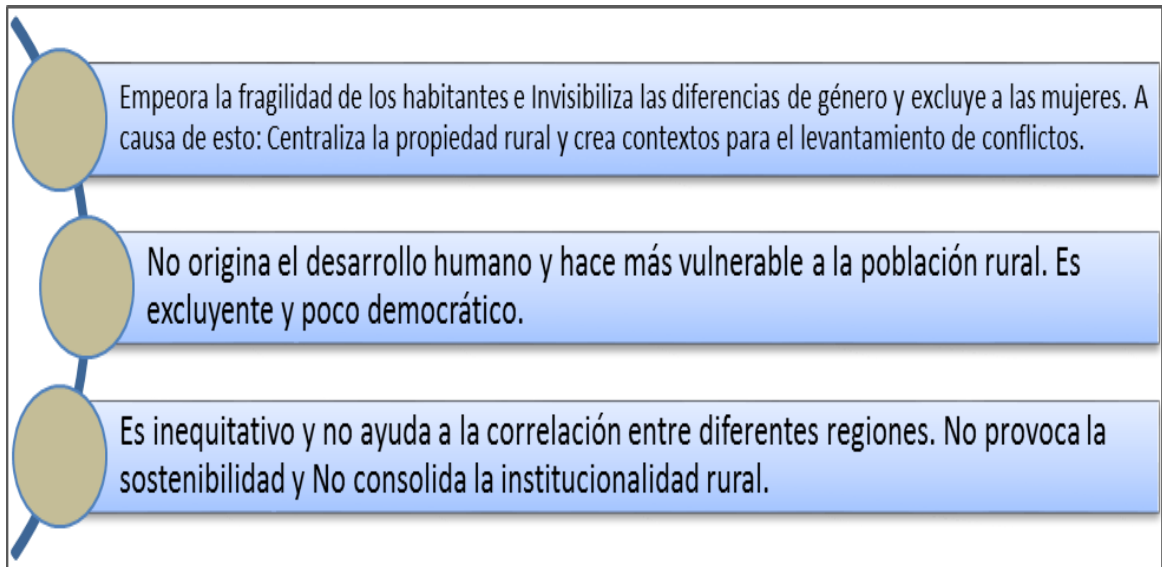 Empeora la fragilidad de los habitantes e Invisibiliza las diferencias de género y excluye a las mujeres. A
causa de esto: Centraliza la propiedad rural y crea contextos para el levantamiento de conflictos.
No origina el desarrollo humano y hace más vulnerable a la población rural. Es
excluyente y poco democrático.
Es inequitativo y no ayuda a la correlación entre diferentes regiones. No provoca la
sostenibilidad y No consolida la institucionalidad rural.